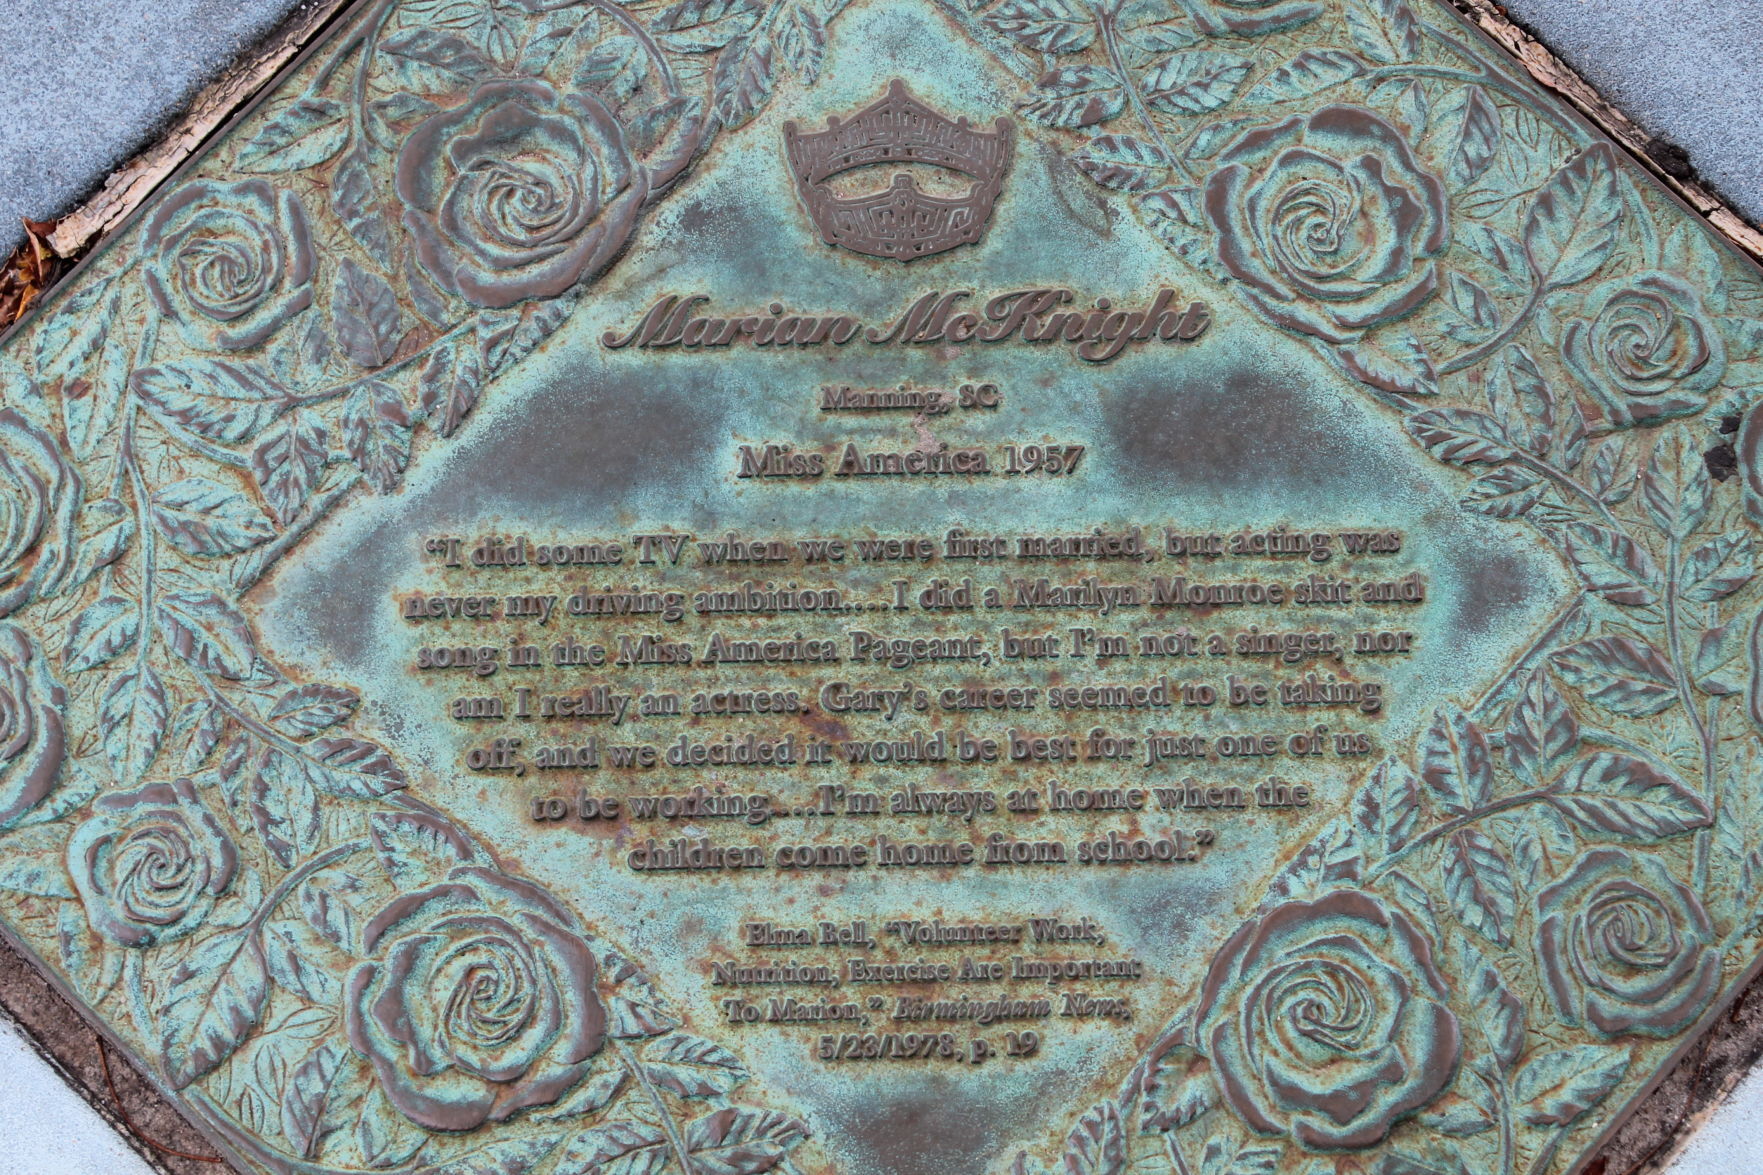 Marian McKnight
Manning, SC
Miss America 1957
“I did some TV when we were first married, but acting was
never my driving ambition.....I did a Marilyn Monroe skit and
song in the Miss America Pageant, but I’m not a singer, nor
am I really an actress. Gary’s career seemed to be taking
off, and we decided it would be best for just one of us
to be working.....I’m always at home when the
children come home from school.”
Elma Bell, “Volunteer Work,
Nutrition, Exercise Are Important
To Marion,” Birmingham News,
5/23/1978, p. 19